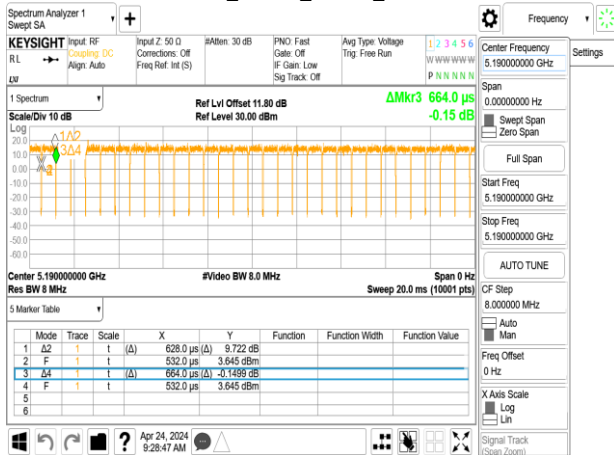 Spectrum Analyzer 1
Swept SA
+
Frequency
Settings
KEYSIGHT
RL
LXI
Input: RF
Coupling: DC
Align: Auto
Input Z: 50 Ω
Corrections: Off
Freq Ref: Int (S)
#Atten: 30 dB
PNO: Fast
Gate: Off
IF Gain: Low
Sig Track: Off
Avg Type: Voltage
Trig: Free Run
1 2 3 4 5 6
W W W W W W
P N N N N N
1 Spectrum
Scale/Div 10 dB
Ref Lvl Offset 11.80 dB
Ref Level 30.00 dBm
ΔMkr3 664.0 µs
-0.15 dB
Log
20.0
10.0
0.00
-10.0
-20.0
-30.0
-40.0
-50.0
-60.0
1Δ2
3Δ4
Center 5.190000000 GHz
#Video BW 8.0 MHz
Span 0 Hz
Res BW 8 MHz
Sweep 20.0 ms (10001 pts)
5 Marker Table
Mode Trace Scale X Y Function Function Width Function Value
1 Δ2 1 t (Δ) 628.0 µs (Δ) 9.722 dB
2 F 1 t 532.0 µs 3.645 dBm
3 Δ4 1 t (Δ) 664.0 µs (Δ) -0.1499 dB
4 F 1 t 532.0 µs 3.645 dBm
5
6
Center Frequency
5.190000000 GHz
Span
0.00000000 Hz
Swept Span
Zero Span
Full Span
Start Freq
5.190000000 GHz
Stop Freq
5.190000000 GHz
AUTO TUNE
CF Step
8.000000 MHz
Auto
Man
Freq Offset
0 Hz
X Axis Scale
Log
Lin
Signal Track
(Span Zoom)
?
Apr 24, 2024
9:28:47 AM